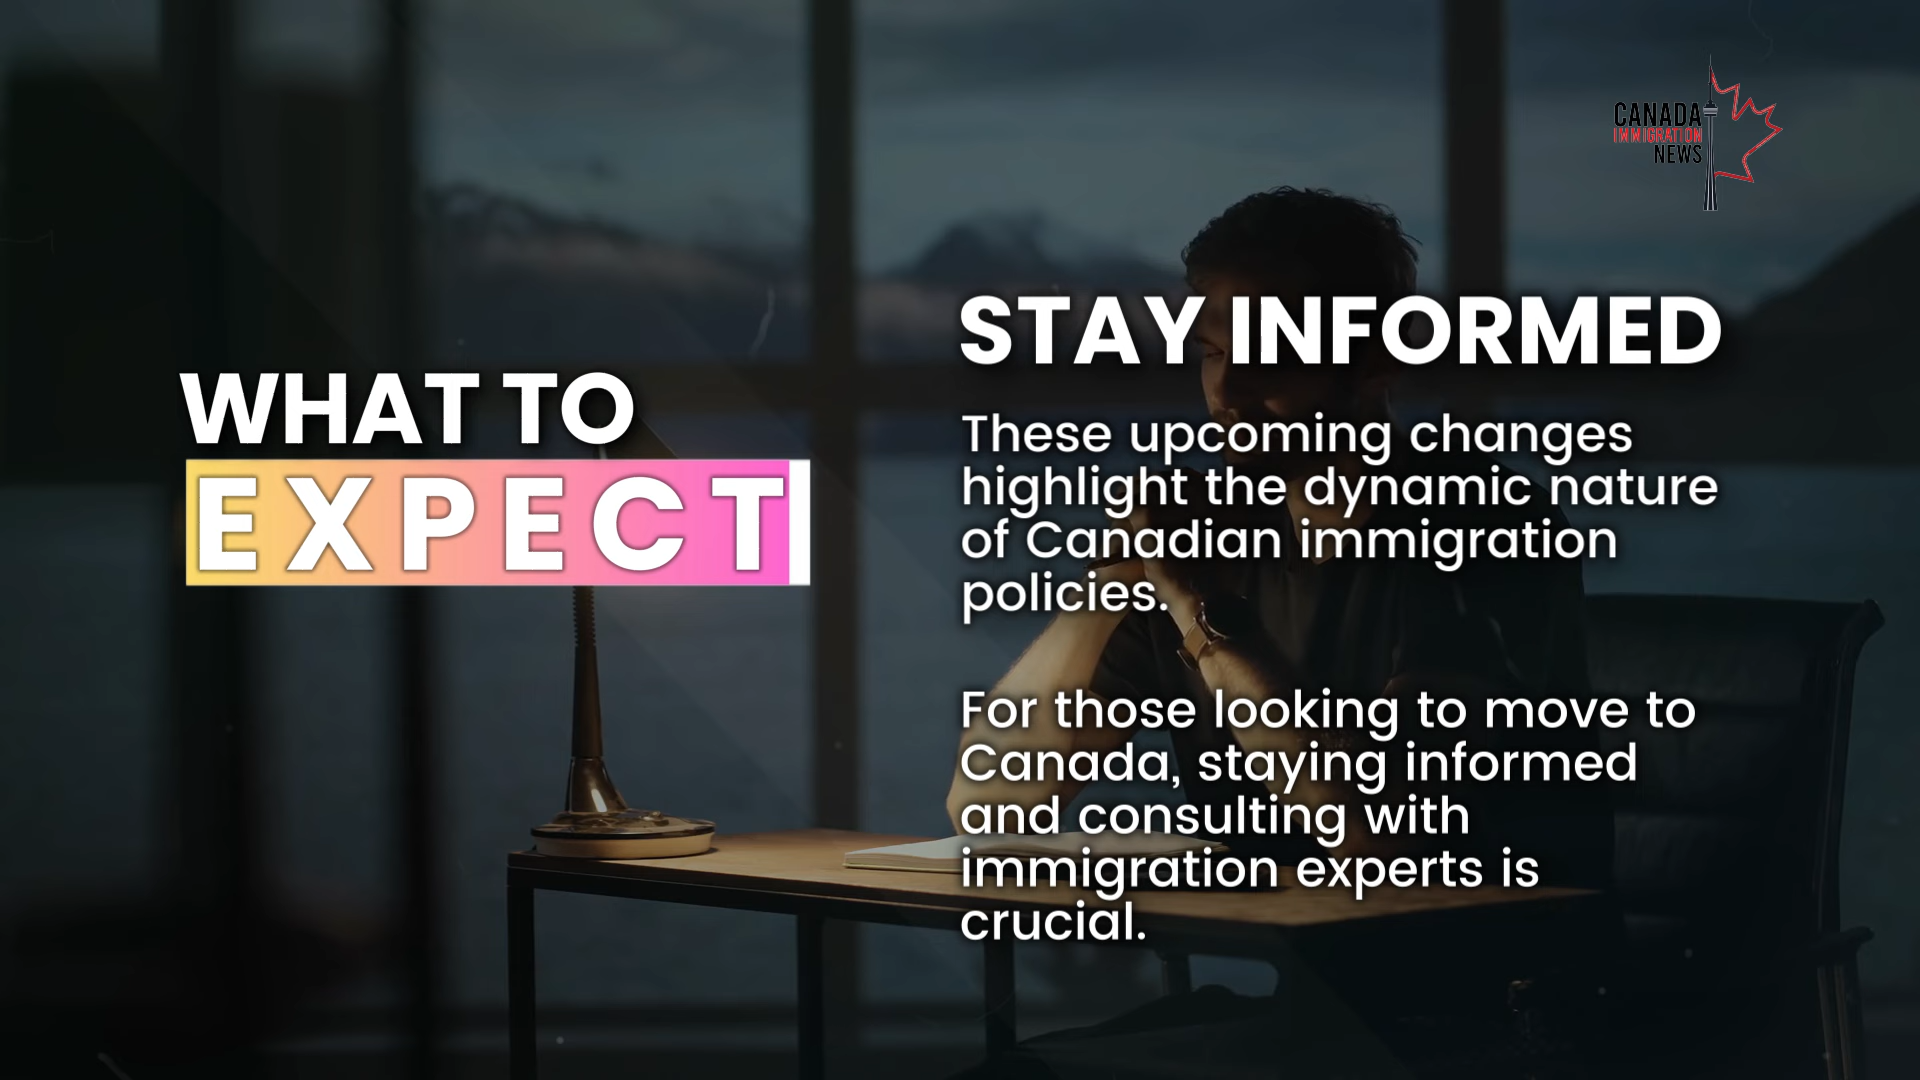 CANADA
IMMIGRATION
NEWS
WHAT TO
EXPECT
STAY INFORMED
These upcoming changes
highlight the dynamic nature
of Canadian immigration
policies.
For those looking to move to
Canada, staying informed
and consulting with
immigration experts is
crucial.